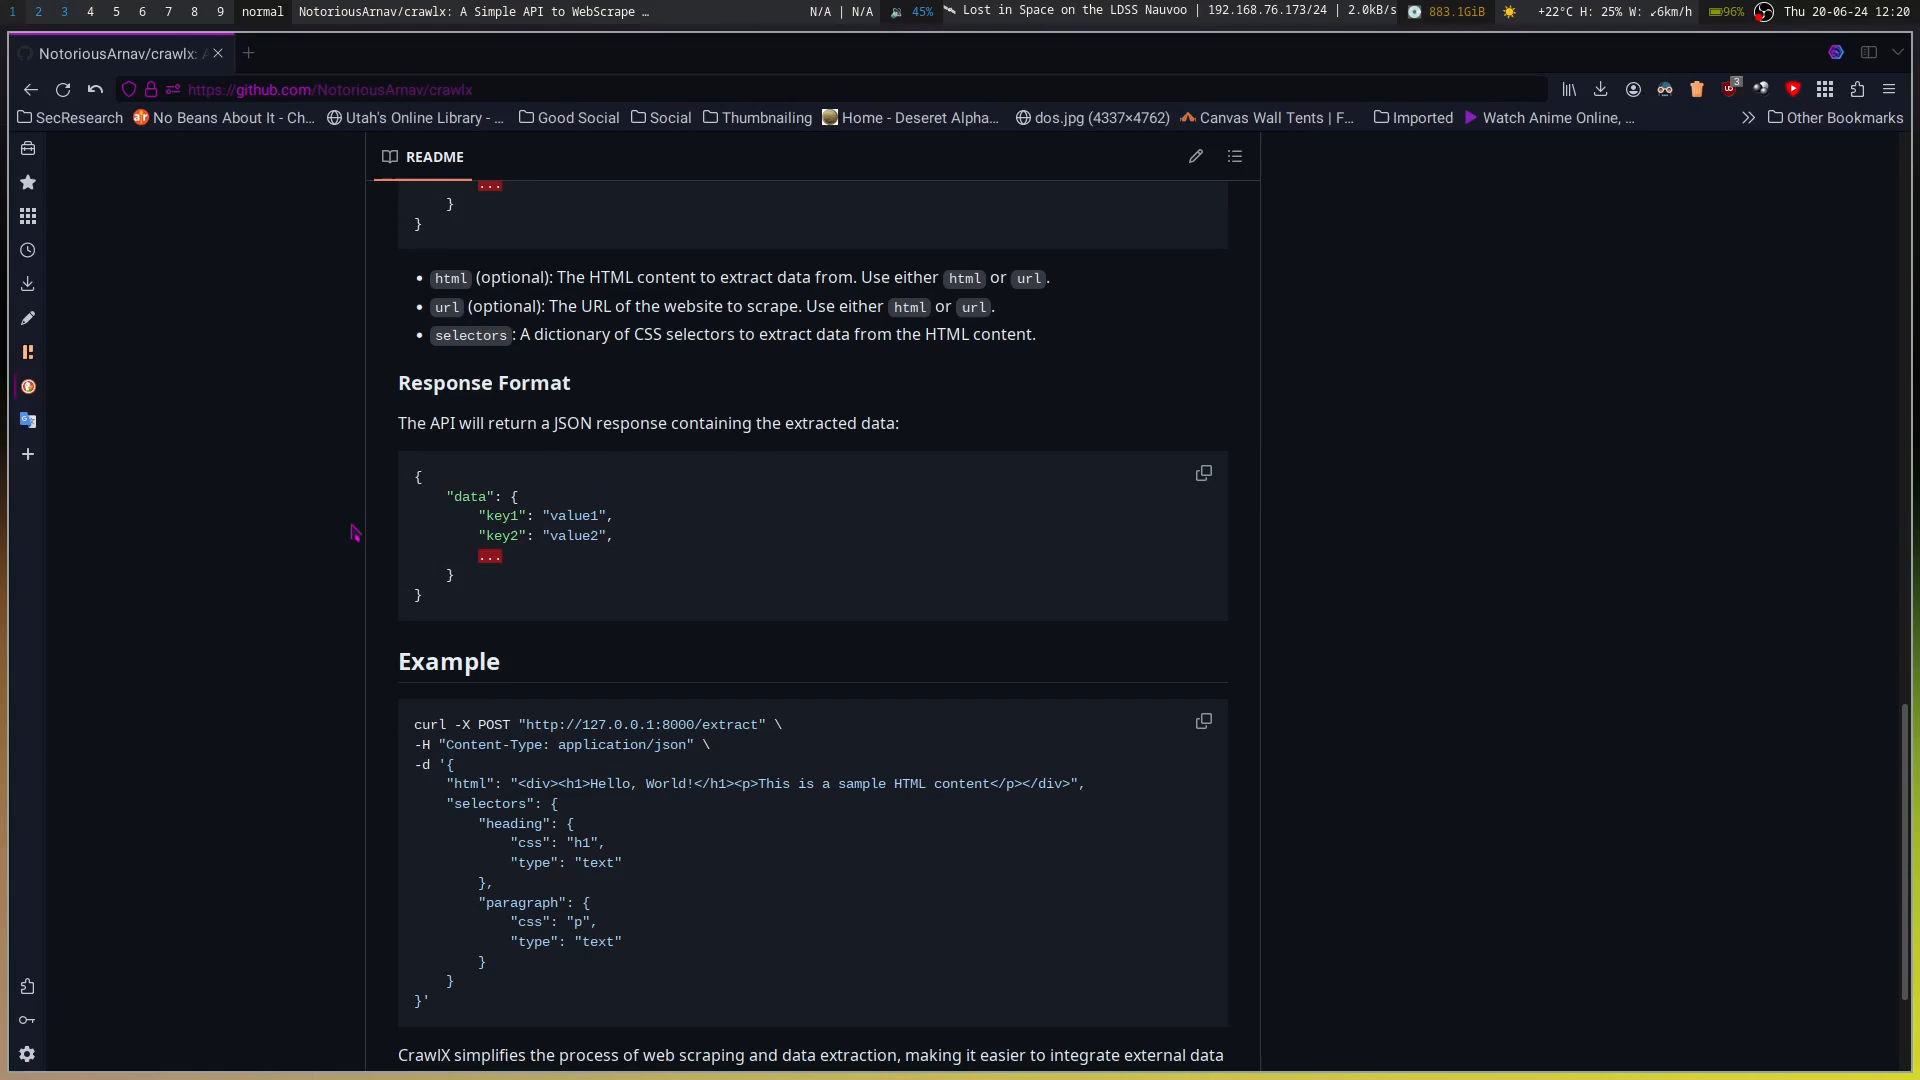 1 2 3 4 5 6 7 8 9 normal NotoriousArnav/crawlx: A Simple API to WebScrape … N/A | N/A 45% Lost in Space on the LDSS Nauvoo | 192.168.76.173/24 | 2.0kB/s 883.1GiB +22°C H: 25% W: ↙6km/h 96% Thu 20-06-24 12:20
NotoriousArnav/crawlx: A
https://github.com/NotoriousArnav/crawlx
3
SecResearch No Beans About It - Ch... Utah's Online Library - ... Good Social Social Thumbnailing Home - Deseret Alpha... dos.jpg (4337×4762) Canvas Wall Tents | F... Imported Watch Anime Online, ... Other Bookmarks
README
...
}
}
html (optional): The HTML content to extract data from. Use either html or url.
url (optional): The URL of the website to scrape. Use either html or url.
selectors: A dictionary of CSS selectors to extract data from the HTML content.
Response Format
The API will return a JSON response containing the extracted data:
{
"data": {
"key1": "value1",
"key2": "value2",
...
}
}
Example
curl -X POST "http://127.0.0.1:8000/extract" \
-H "Content-Type: application/json" \
-d '{
"html": "<div><h1>Hello, World!</h1><p>This is a sample HTML content</p></div>",
"selectors": {
"heading": {
"css": "h1",
"type": "text"
},
"paragraph": {
"css": "p",
"type": "text"
}
}
}'
CrawlX simplifies the process of web scraping and data extraction, making it easier to integrate external data